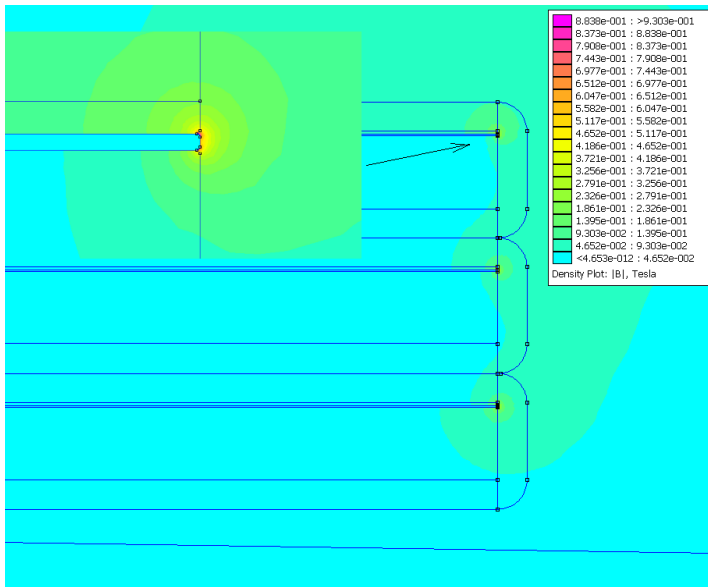 8.838e-001 : >9.303e-001
8.373e-001 : 8.838e-001
7.908e-001 : 8.373e-001
7.443e-001 : 7.908e-001
6.977e-001 : 7.443e-001
6.512e-001 : 6.977e-001
6.047e-001 : 6.512e-001
5.582e-001 : 6.047e-001
5.117e-001 : 5.582e-001
4.652e-001 : 5.117e-001
4.186e-001 : 4.652e-001
3.721e-001 : 4.186e-001
3.256e-001 : 3.721e-001
2.791e-001 : 3.256e-001
2.326e-001 : 2.791e-001
1.861e-001 : 2.326e-001
1.395e-001 : 1.861e-001
9.303e-002 : 1.395e-001
4.652e-002 : 9.303e-002
<4.653e-012 : 4.652e-002
Density Plot: |B|, Tesla